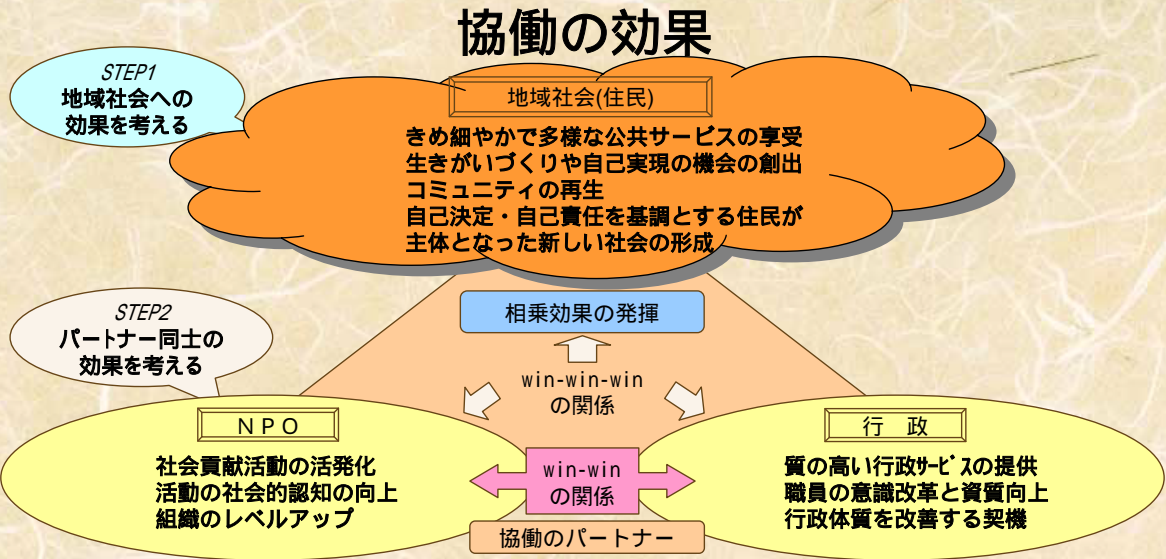 協働の効果
STEP1
地域社会への
効果を考える
地域社会(住民)
きめ細やかで多様な公共サービスの享受
生きがいづくりや自己実現の機会の創出
コミュニティの再生
自己決定・自己責任を基調とする住民が
主体となった新しい社会の形成
STEP2
パートナー同士の
効果を考える
相乗効果の発揮
win-win-win
の関係
ＮＰＯ
社会貢献活動の活発化
活動の社会的認知の向上
組織のレベルアップ
win-win
の関係
行　政
質の高い行政ｻｰﾋﾞｽの提供
職員の意識改革と資質向上
行政体質を改善する契機
協働のパートナー